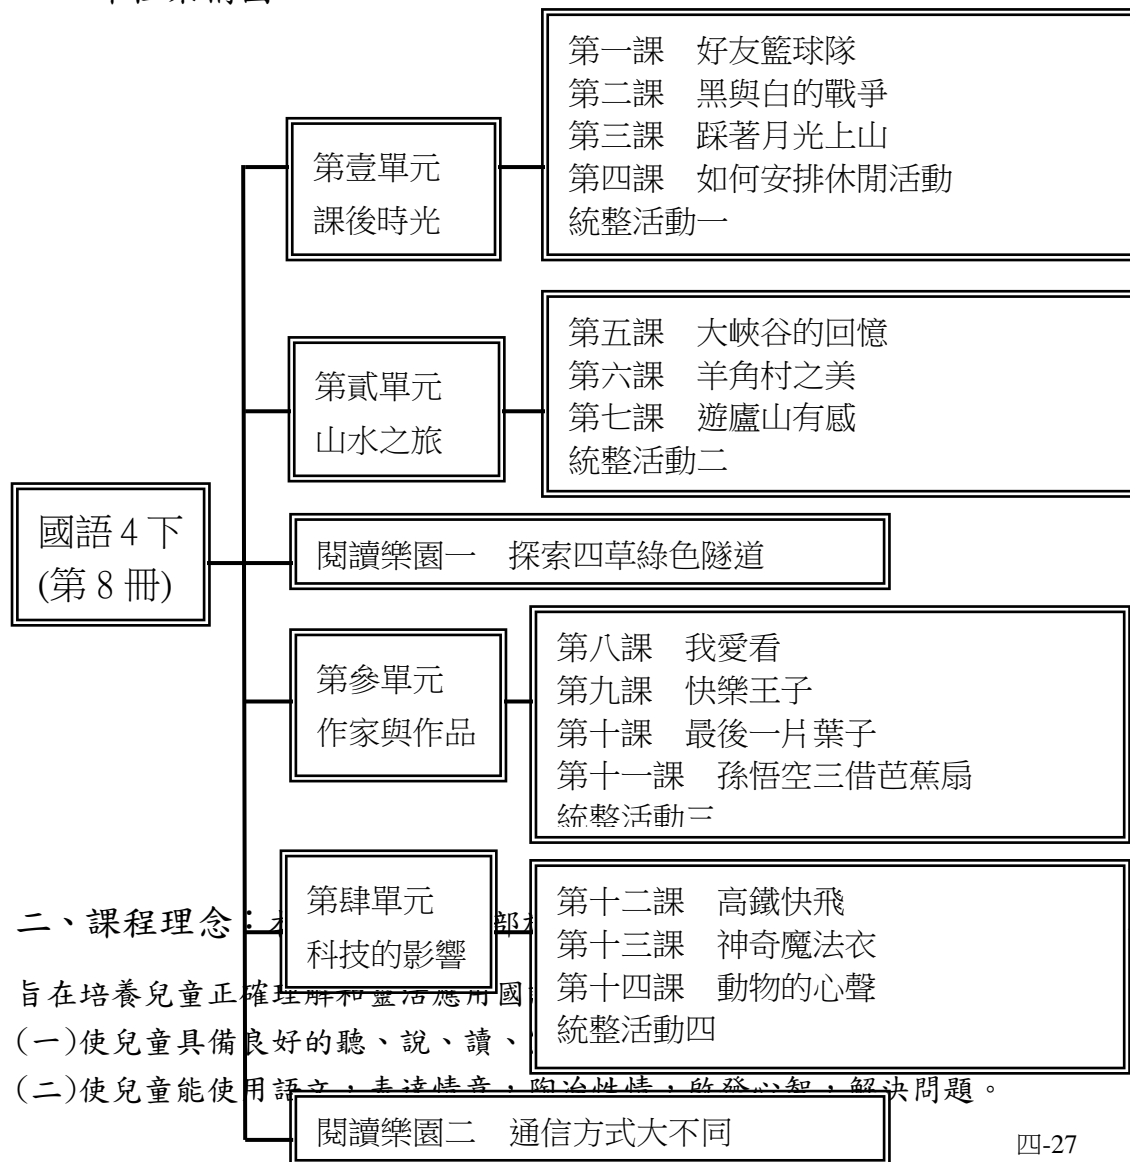 國語4下
(第8冊)
第壹單元
課後時光
第一課 好友籃球隊
第二課 黑與白的戰爭
第三課 踩著月光上山
第四課 如何安排休閒活動
統整活動一
第貳單元
山水之旅
第五課 大峽谷的回憶
第六課 羊角村之美
第七課 遊廬山有感
統整活動二
閱讀樂園一 探索四草綠色隧道
第參單元
作家與作品
第八課 我愛看
第九課 快樂王子
第十課 最後一片葉子
第十一課 孫悟空三借芭蕉扇
統整活動三
第肆單元
科技的影響
第十二課 高鐵快飛
第十三課 神奇魔法衣
第十四課 動物的心聲
統整活動四
閱讀樂園二 通信方式大不同
二、課程理念：
旨在培養兒童正確理解和靈活應用國
(一)使兒童具備良好的聽、說、讀、
(二)使兒童能使用語文，表達情意，陶冶性情，啟發心智，解決問題。
四-27